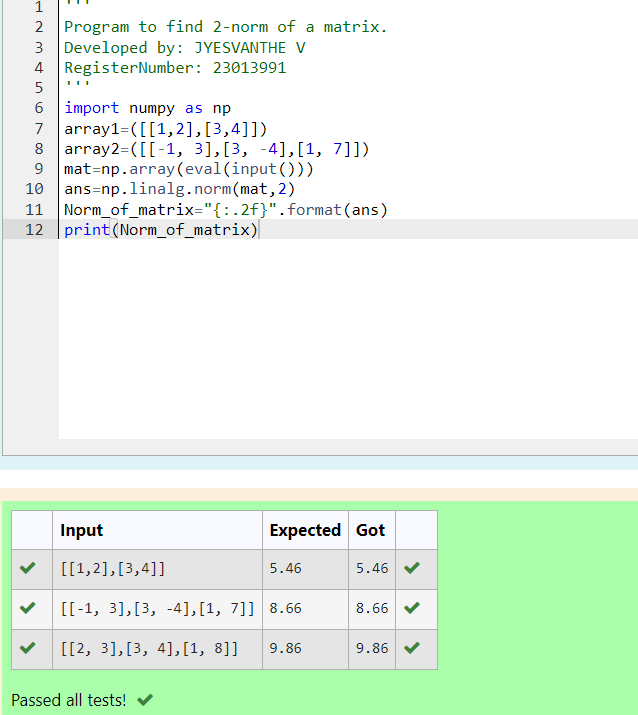 1 '''
2 Program to find 2-norm of a matrix.
3 Developed by: JYESVANTHE V
4 RegisterNumber: 23013991
5 '''
6 import numpy as np
7 array1=([[1,2],[3,4]])
8 array2=([[-1, 3],[3, -4],[1, 7]])
9 mat=np.array(eval(input()))
10 ans=np.linalg.norm(mat,2)
11 Norm_of_matrix="{:.2f}".format(ans)
12 print(Norm_of_matrix)
Input Expected Got
[[1,2],[3,4]] 5.46 5.46
[[-1, 3],[3, -4],[1, 7]] 8.66 8.66
[[2, 3],[3, 4],[1, 8]] 9.86 9.86
Passed all tests!